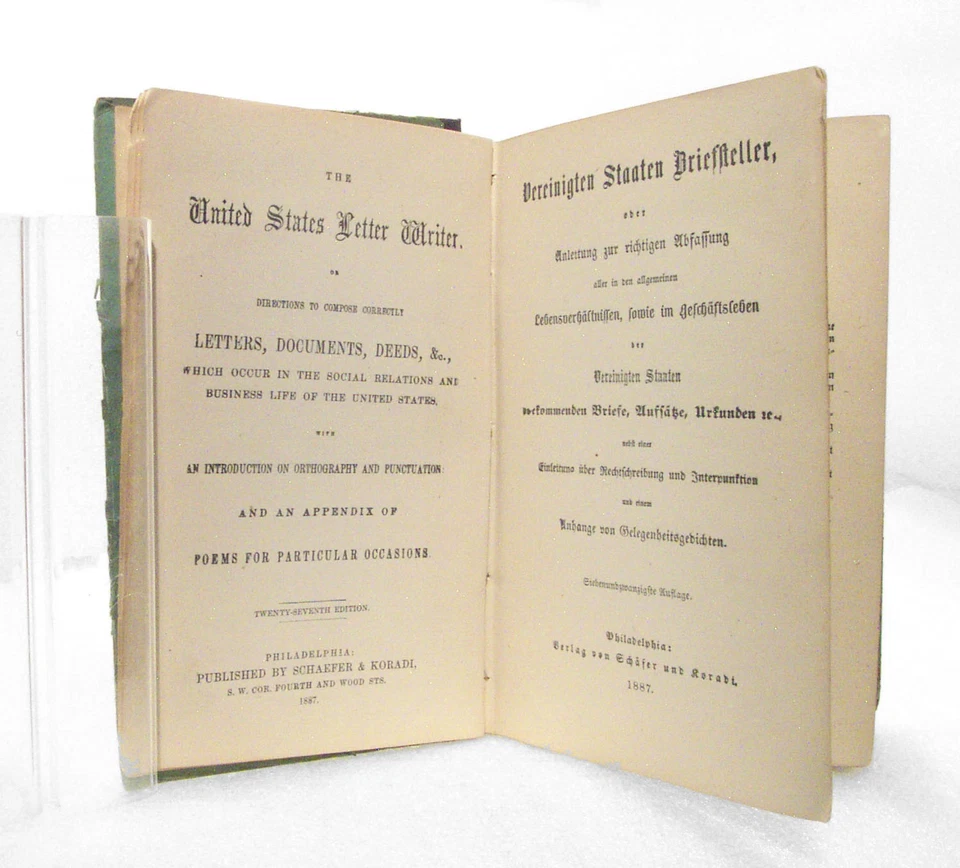 THE
United States Letter Writer.
OR
DIRECTIONS TO COMPOSE CORRECTLY
LETTERS, DOCUMENTS, DEEDS, &c.,
WHICH OCCUR IN THE SOCIAL RELATIONS AND
BUSINESS LIFE OF THE UNITED STATES,
WITH
AN INTRODUCTION ON ORTHOGRAPHY AND PUNCTUATION:
AND AN APPENDIX OF
POEMS FOR PARTICULAR OCCASIONS.
TWENTY-SEVENTH EDITION.
PHILADELPHIA:
PUBLISHED BY SCHAEFER & KORADI,
S. W. COR. FOURTH AND WOOD STS.
1887.
Vereinigten Staaten Briefſteller,
oder
Anleitung zur richtigen Abfaſſung
aller in den allgemeinen
Lebensverhältniſſen, ſowie im Geſchäftsleben
der
Vereinigten Staaten
vorkommenden Briefe, Aufſätze, Urkunden ꝛc.,
nebſt einer
Einleitung über Rechtſchreibung und Interpunktion
und einem
Anhange von Gelegenheitsgedichten.
Siebenundzwanzigſte Auflage.
Philadelphia:
Verlag von Schäfer und Koradi.
1887.